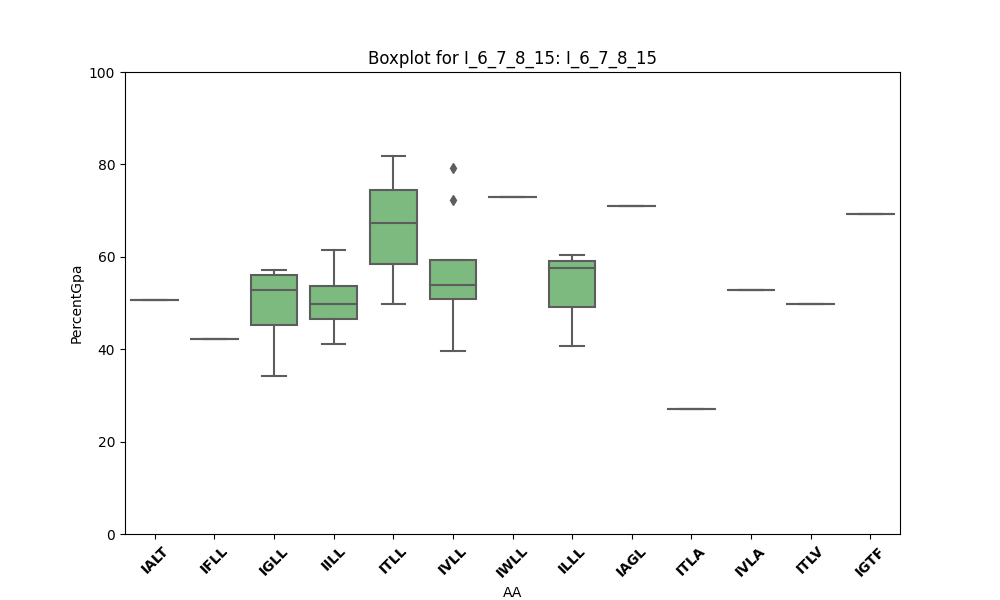 Boxplot for I_6_7_8_15: I_6_7_8_15
PercentGpa
100
80
60
40
20
0
IALT IFLL IGLL IILL ITLL IVLL IWLL ILLL IAGL ITLA IVLA ITLV IGTF
AA